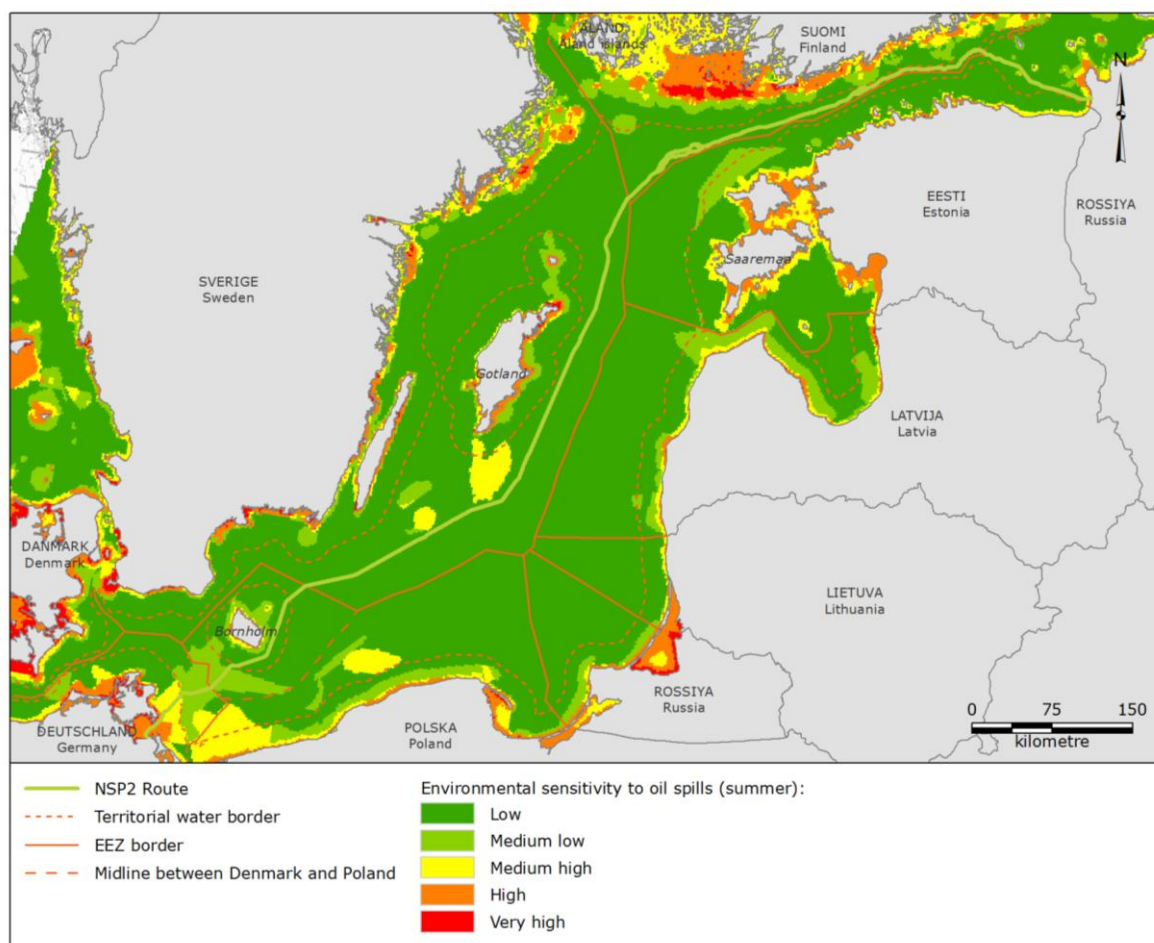 ÅLAND
Åland Islands
SUOMI
Finland
N
EESTI
Estonia
ROSSIYA
Russia
SVERIGE
Sweden
Saaremaa
Gotland
LATVIJA
Latvia
DANMARK
Denmark
LIETUVA
Lithuania
Bornholm
ROSSIYA
Russia
POLSKA
Poland
DEUTSCHLAND
Germany
0 75 150
kilometre
NSP2 Route
Territorial water border
EEZ border
Midline between Denmark and Poland
Environmental sensitivity to oil spills (summer):
Low
Medium low
Medium high
High
Very high